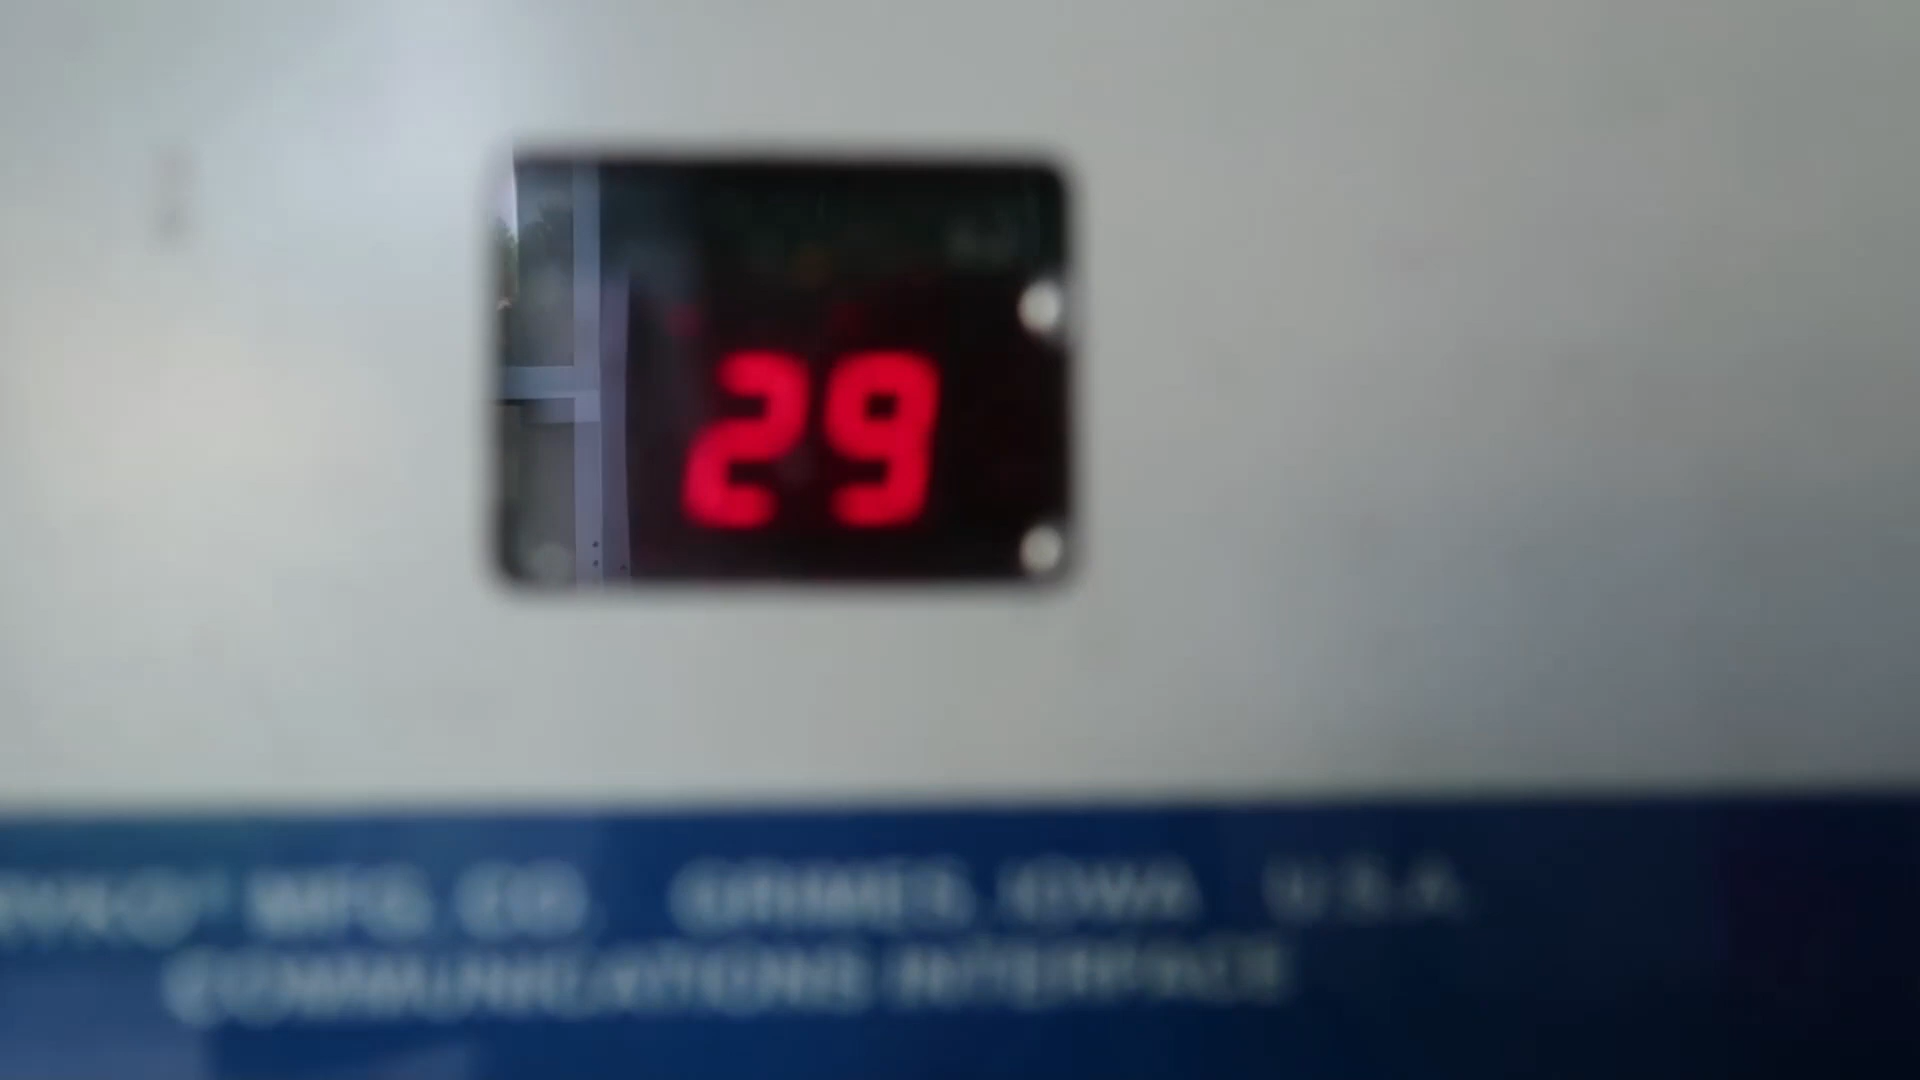 29
MFG. CO. GRIMES, IOWA U.S.A.
COMMUNICATIONS INTERFACE